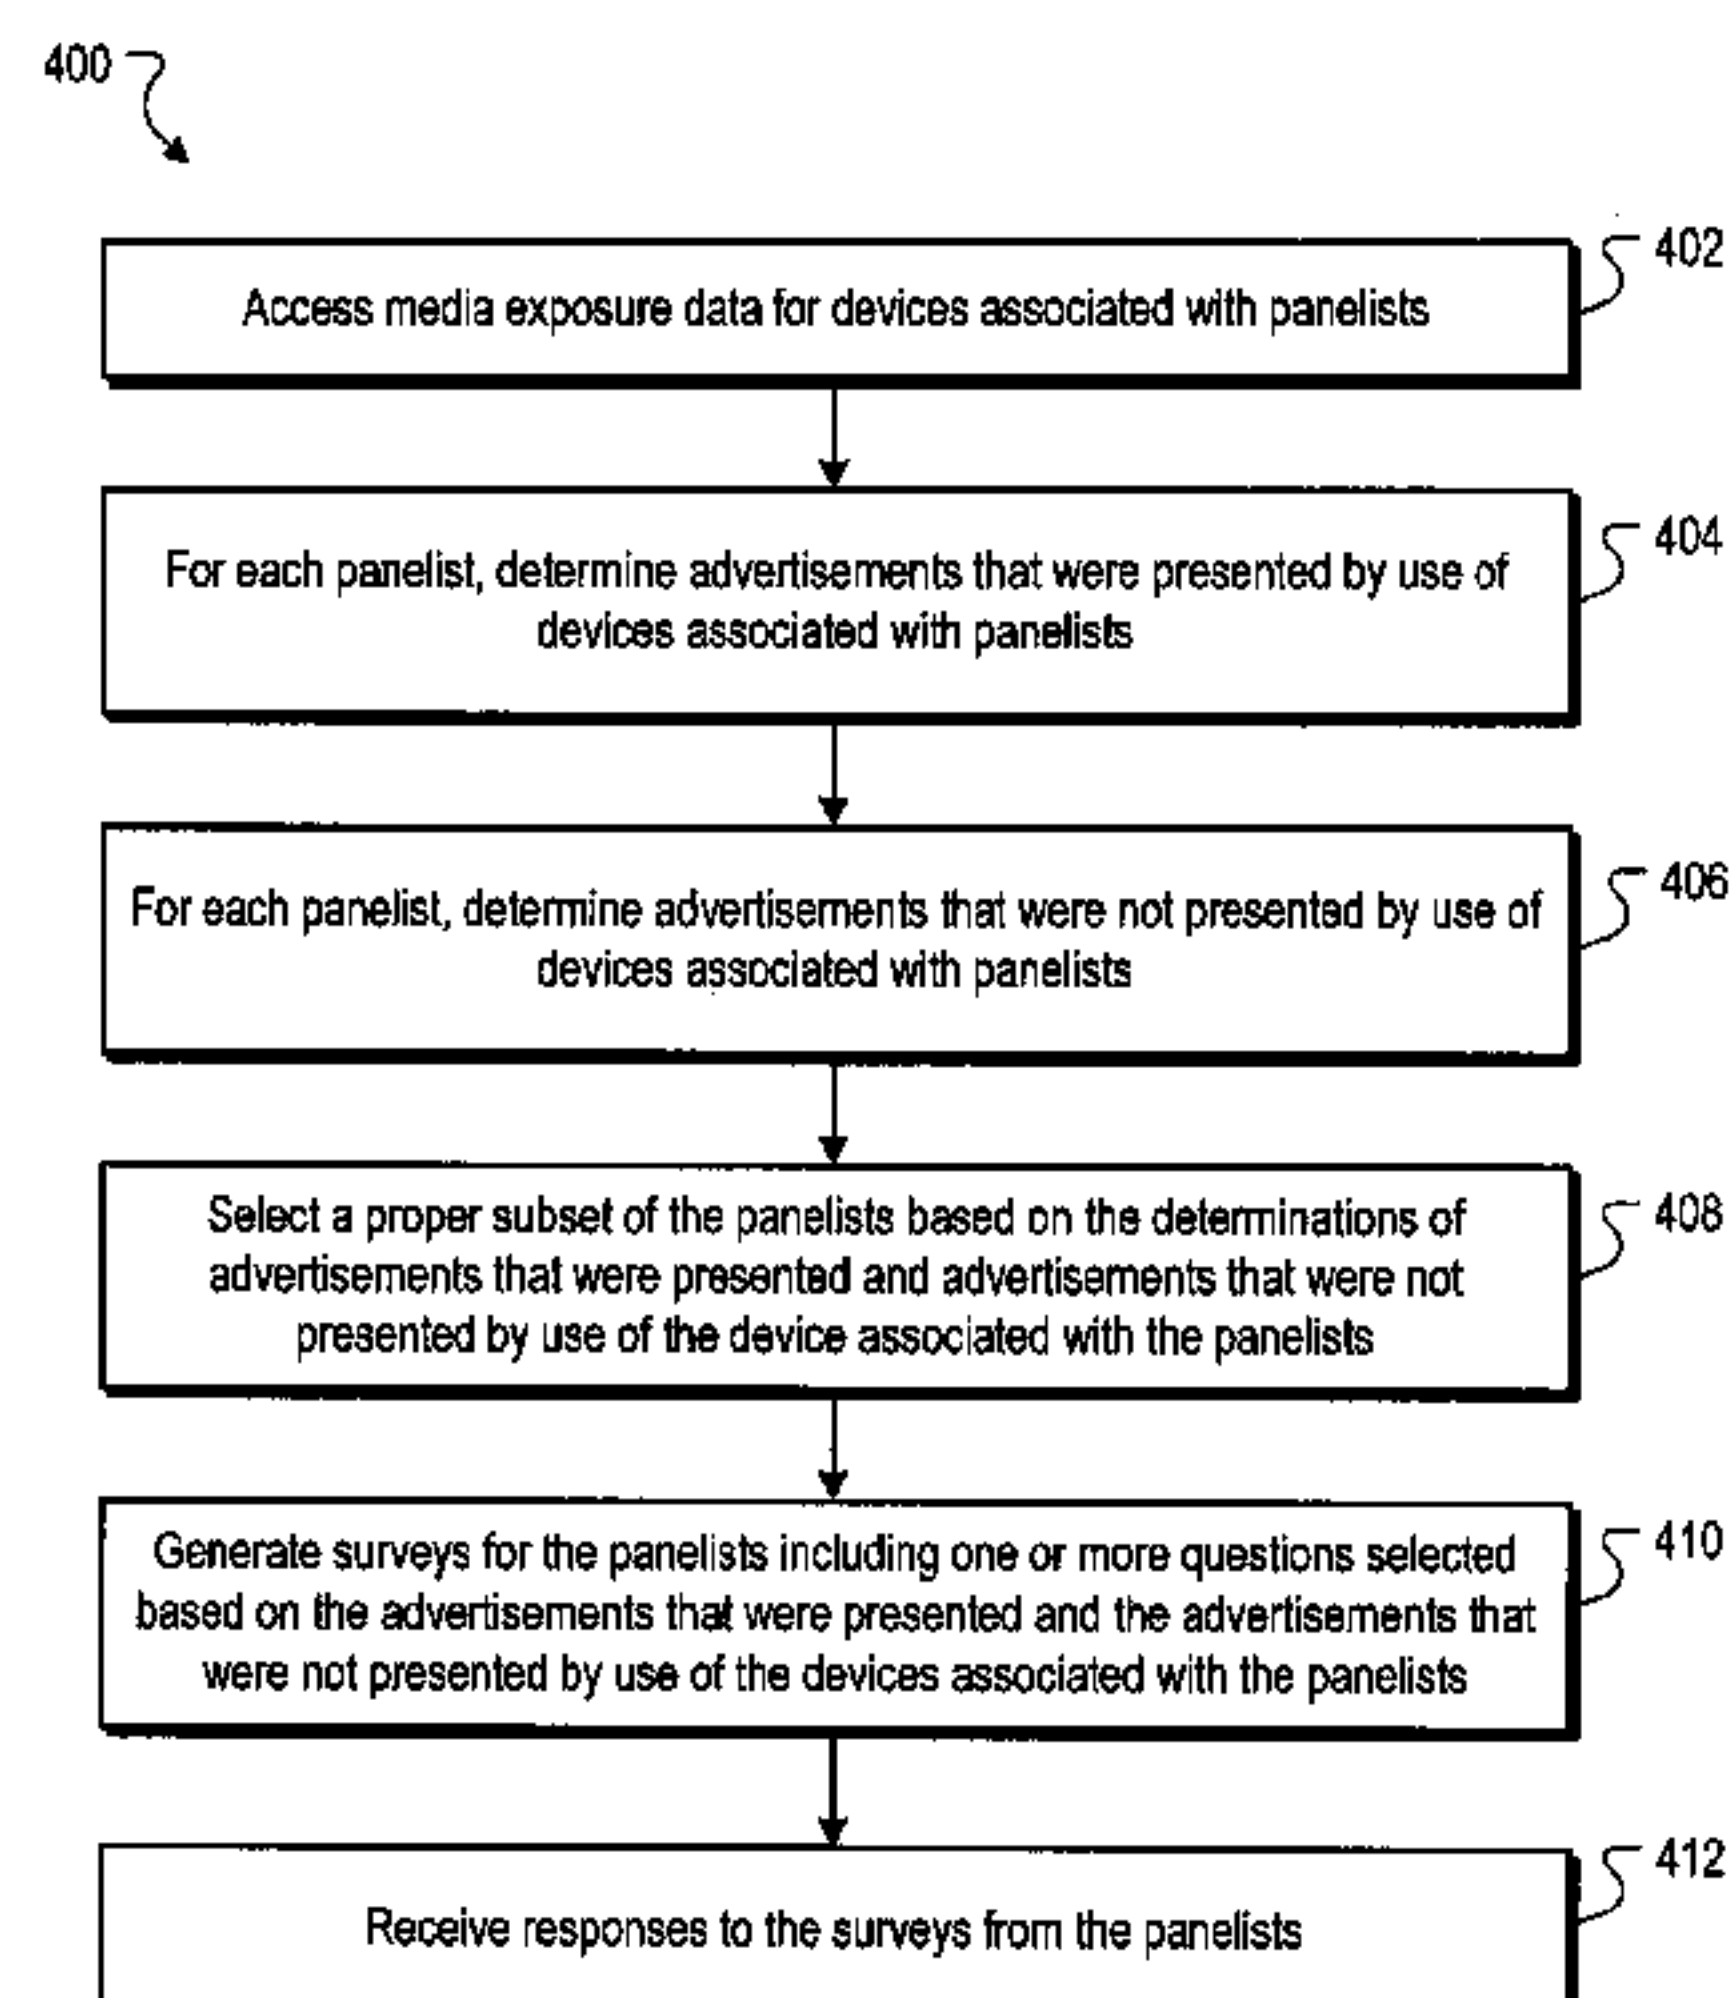 400
402
Access media exposure data for devices associated with panelists
404
For each panelist, determine advertisements that were presented by use of
devices associated with panelists
406
For each panelist, determine advertisements that were not presented by use of
devices associated with panelists
408
Select a proper subset of the panelists based on the determinations of
advertisements that were presented and advertisements that were not
presented by use of the device associated with the panelists
410
Generate surveys for the panelists including one or more questions selected
based on the advertisements that were presented and the advertisements that
were not presented by use of the devices associated with the panelists
412
Receive responses to the surveys from the panelists